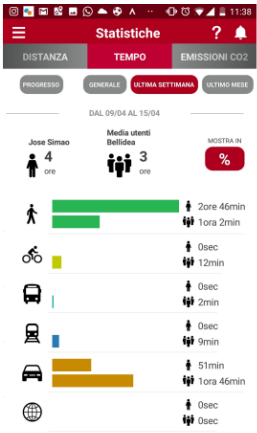 11:38
Statistiche
?
DISTANZA
TEMPO
EMISSIONI CO2
PROGRESSO
GENERALE
ULTIMA SETTIMANA
ULTIMO MESE
DAL 09/04 AL 15/04
Jose Simao
4
ore
Media utenti
Bellidea
3
ore
MOSTRA IN
%
2ore 46min
1ora 2min
0sec
12min
0sec
2min
0sec
9min
51min
1ora 46min
0sec
0sec